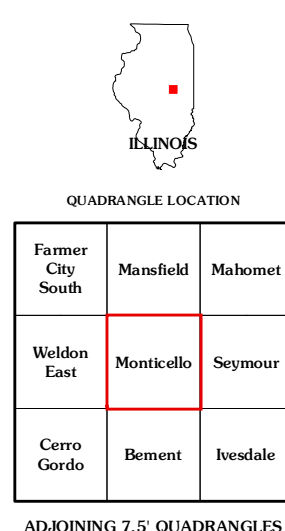 ILLINOIS
QUADRANGLE LOCATION
Farmer
City
South
Mansfield
Mahomet
Weldon
East
Monticello
Seymour
Cerro
Gordo
Bement
Ivesdale
ADJOINING 7.5' QUADRANGLES